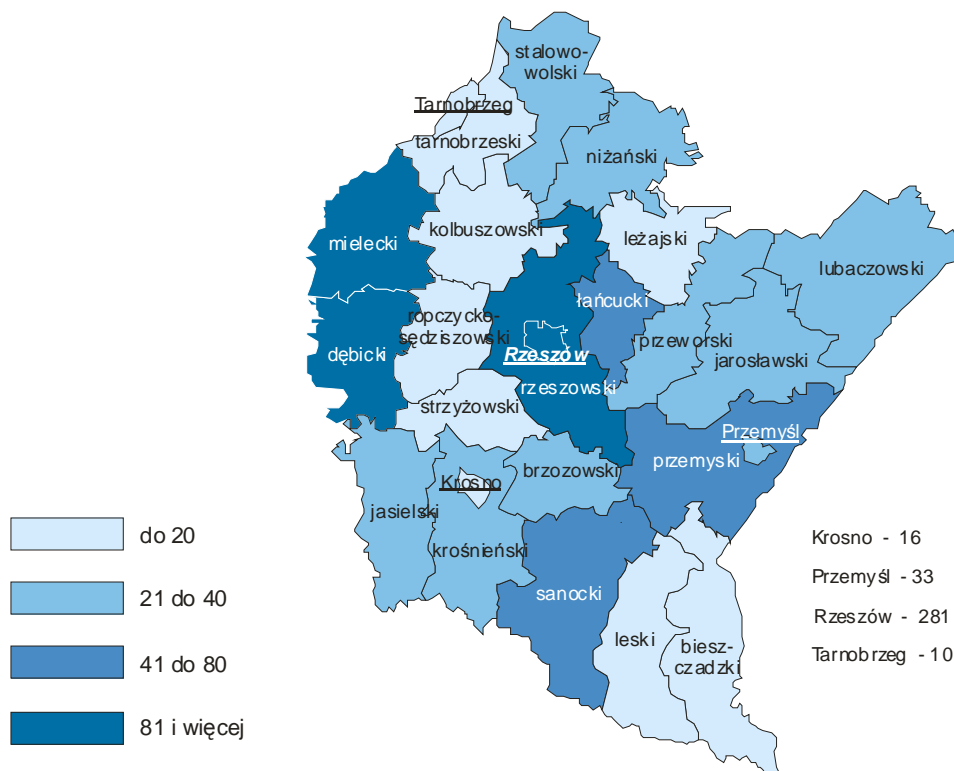 stalowo-
wolski
Tarnobrzeg
tarnobrzeski
niżański
mielecki
kolbuszowski
leżajski
lubaczowski
łańcucki
ropczycko-
sędziszowski
dębicki
Rzeszów
rzeszowski
przeworski
jarosławski
strzyżowski
Przemyśl
przemyski
brzozowski
Krosno
jasielski
krośnieński
sanocki
leski
biesz-
czadzki
do 20
21 do 40
41 do 80
81 i więcej
Krosno - 16
Przemyśl - 33
Rzeszów - 281
Tarnobrzeg - 10